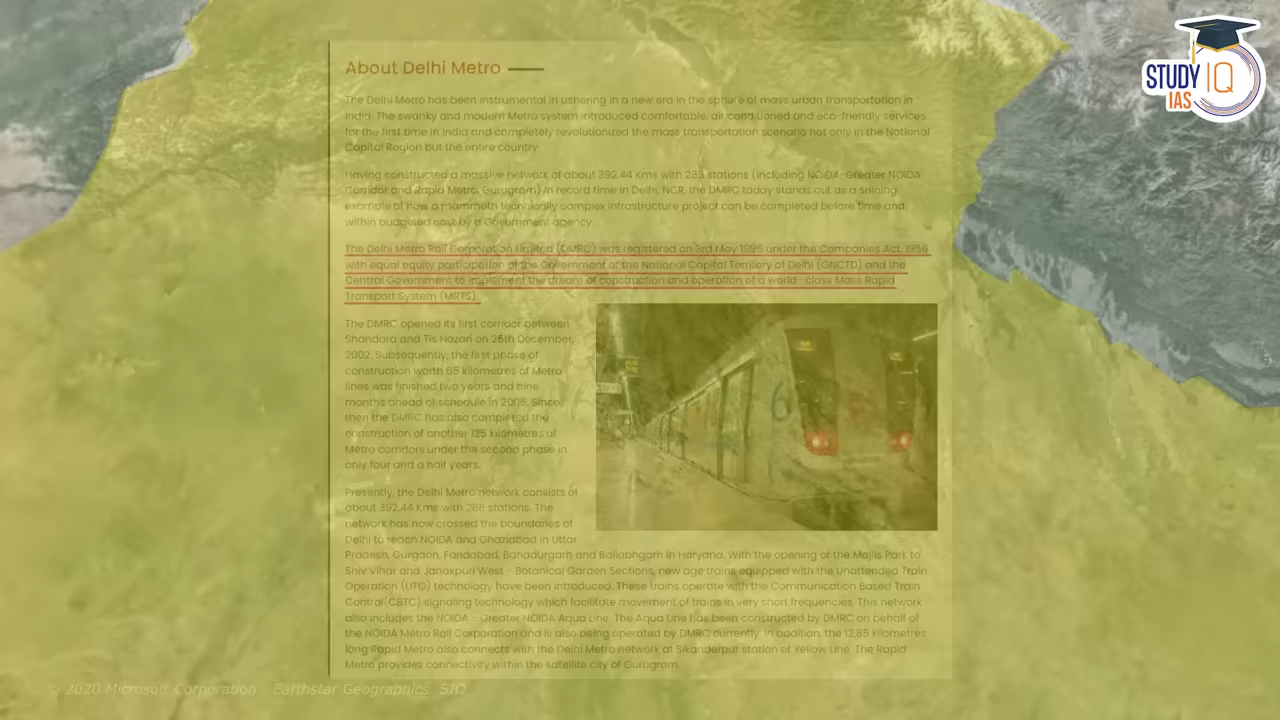 STUDY IQ
IAS
About Delhi Metro
The Delhi Metro has been instrumental in ushering in a new era in the sphere of mass urban transportation in
India. The swanky and modern Metro system introduced comfortable, air conditioned and eco-friendly services
for the first time in India and completely revolutionized the mass transportation scenario not only in the National
Capital Region but the entire country.
Having constructed a massive network of about 392.44 Kms with 288 stations (including NOIDA-Greater NOIDA
Corridor and Rapid Metro, Gurugram) in record time in Delhi, NCR, the DMRC today stands out as a shining
example of how a mammoth technically complex infrastructure project can be completed before time and
within budgeted cost by a Government agency.
The Delhi Metro Rail Corporation Limited (DMRC) was registered on 3rd May 1995 under the Companies Act, 1956
with equal equity participation of the Government of the National Capital Territory of Delhi (GNCTD) and the
Central Government to implement the dream of construction and operation of a world - class Mass Rapid
Transport System (MRTS).
The DMRC opened its first corridor between
Shahdara and Tis Hazari on 25th December,
2002. Subsequently, the first phase of
construction worth 65 kilometres of Metro
lines was finished two years and nine
months ahead of schedule in 2005. Since
then the DMRC has also completed the
construction of another 125 kilometres of
Metro corridors under the second phase in
only four and a half years.
Presently, the Delhi Metro network consists of
about 392.44 Kms with 288 stations. The
network has now crossed the boundaries of
Delhi to reach NOIDA and Ghaziabad in Uttar
Pradesh, Gurgaon, Faridabad, Bahadurgarh and Ballabhgarh in Haryana. With the opening of the Majlis Park to
Shiv Vihar and Janakpuri West - Botanical Garden Sections, new age trains equipped with the Unattended Train
Operation (UTO) technology have been introduced. These trains operate with the Communication Based Train
Control(CBTC) signaling technology which facilitate movement of trains in very short frequencies. This network
also includes the NOIDA - Greater NOIDA Aqua Line. The Aqua Line has been constructed by DMRC on behalf of
the NOIDA Metro Rail Corporation and is also being operated by DMRC currently. In addition, the 12.85 kilometres
long Rapid Metro also connects with the Delhi Metro network at Sikanderpur station of Yellow Line. The Rapid
Metro provides connectivity within the satellite city of Gurugram.
© 2020 Microsoft Corporation Earthstar Geographics SIO